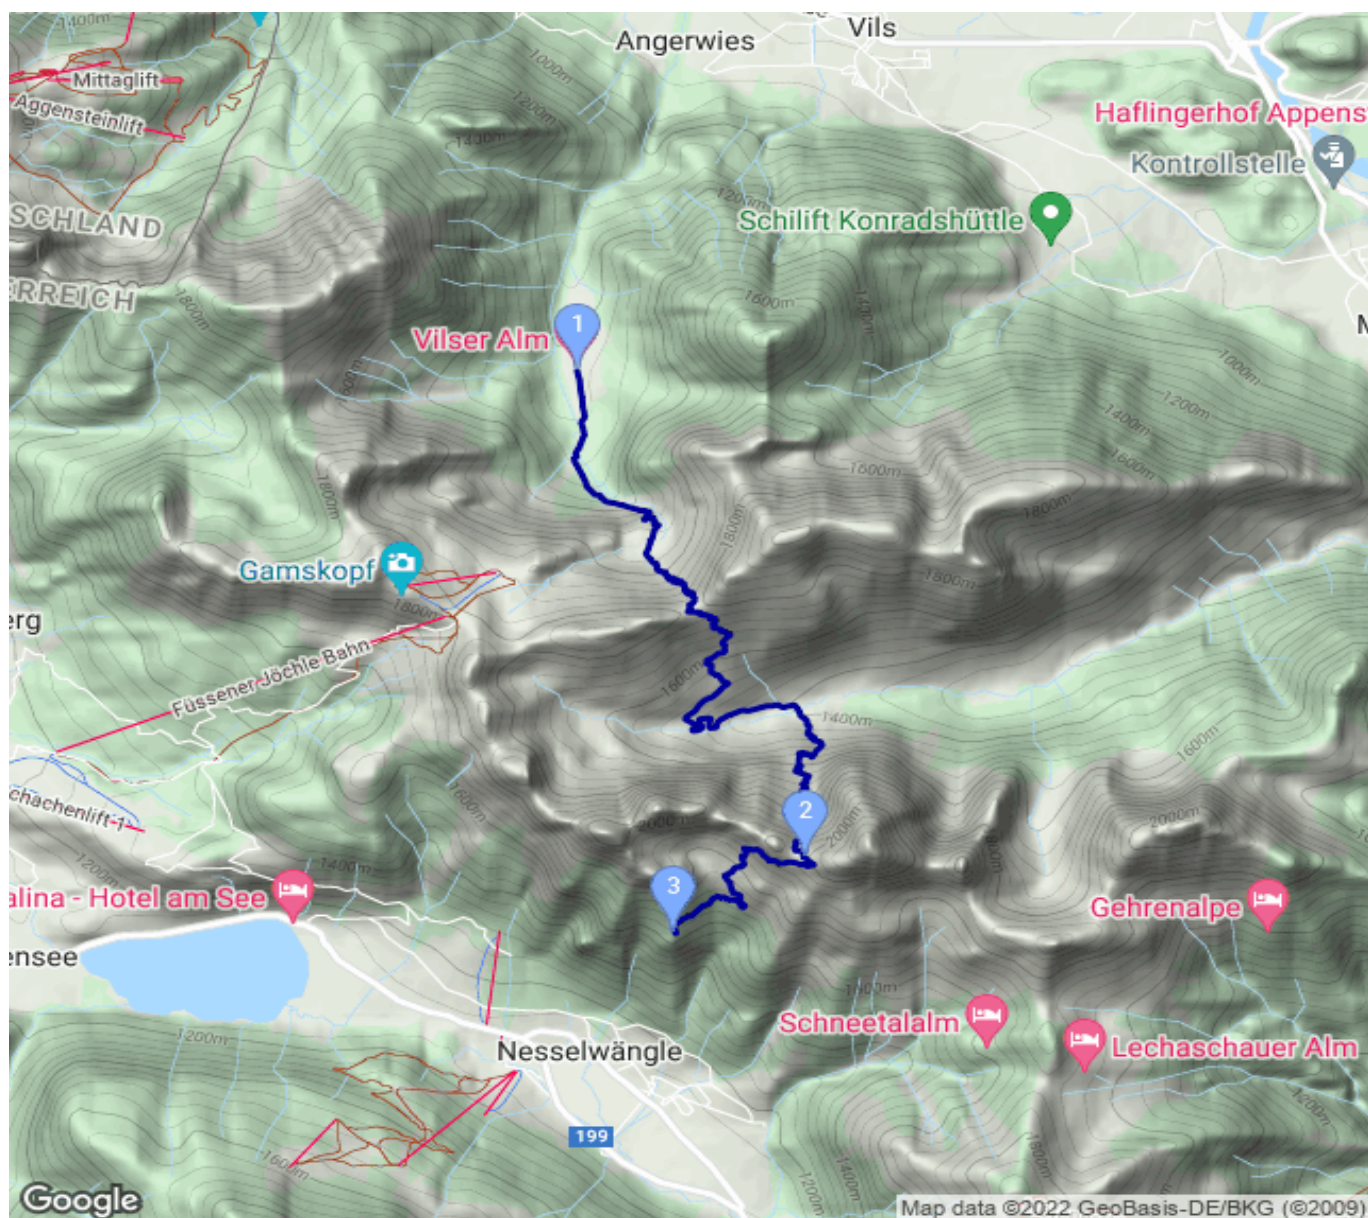 1400m
Angerwies
Vils
Mittaglift
1000m
1200m
Aggensteinlift
1400m
Haflingerhof Appens
Kontrollstelle
1200m
SCHLAND
Schilift Konradshüttle
ERREICH
1800m
1600m
1400m
1
Vilser Alm
1000m
1200m
1400m
1600m
1600m
1800m
1800m
Gamskopf
1800m
1800m
erg
Füssener Jöchle Bahn
1600m
1400m
1600m
chachenlift 1
1600m
2
2000m
2000m
2000m
1200m
1400m
3
alina - Hotel am See
Gehrenalpe
ensee
1600m
Schneetalalm
1200m
Lechaschauer Alm
Nesselwängle
1200m
199
1600m
1800m
1400m
1200m
Google
Map data ©2022 GeoBasis-DE/BKG (©2009)